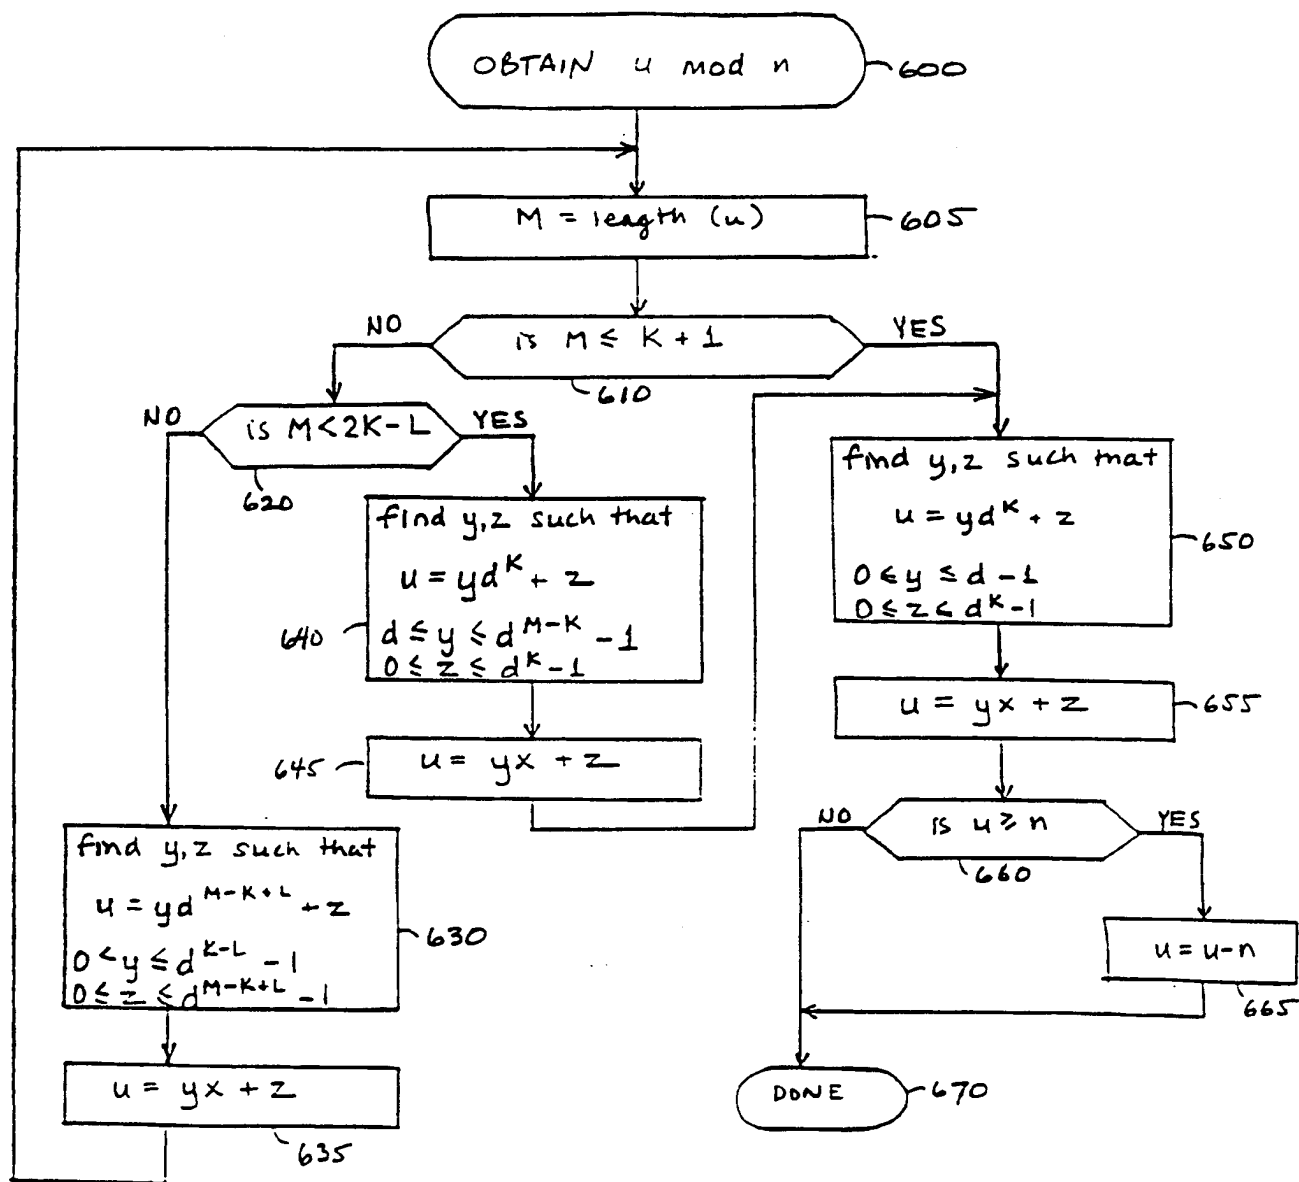 OBTAIN u mod n
600
M = length (u)
605
NO
is M ≤ K + 1
YES
610
NO
is M < 2K - L
YES
620
find y,z such that
u = yd^K + z
d ≤ y ≤ d^{M-K} - 1
0 ≤ z ≤ d^K - 1
640
u = yx + z
645
find y,z such that
u = yd^{M-K+L} + z
0 < y ≤ d^{K-L} - 1
0 ≤ z ≤ d^{M-K+L} - 1
630
u = yx + z
635
find y,z such that
u = yd^K + z
0 ≤ y ≤ d - 1
0 ≤ z ≤ d^K - 1
650
u = yx + z
655
NO
is u ≥ n
YES
660
u = u - n
665
DONE
670